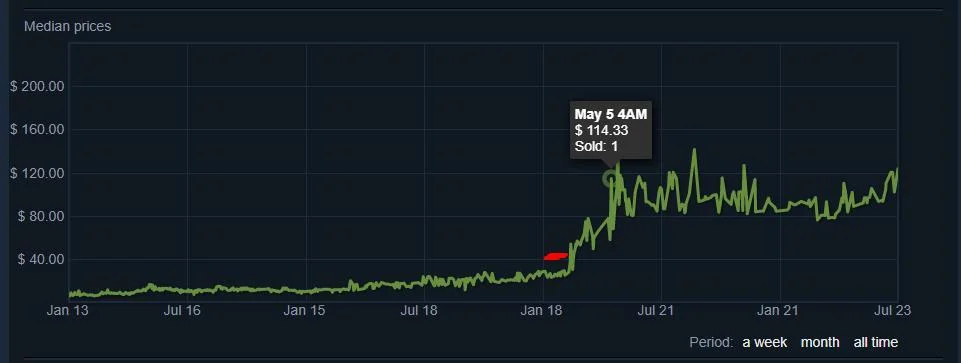 Median prices
$ 200.00
$ 160.00
$ 120.00
$ 80.00
$ 40.00
May 5 4AM
$ 114.33
Sold: 1
Jan 13 Jul 16 Jan 15 Jul 18 Jan 18 Jul 21 Jan 21 Jul 23
Period: a week month all time